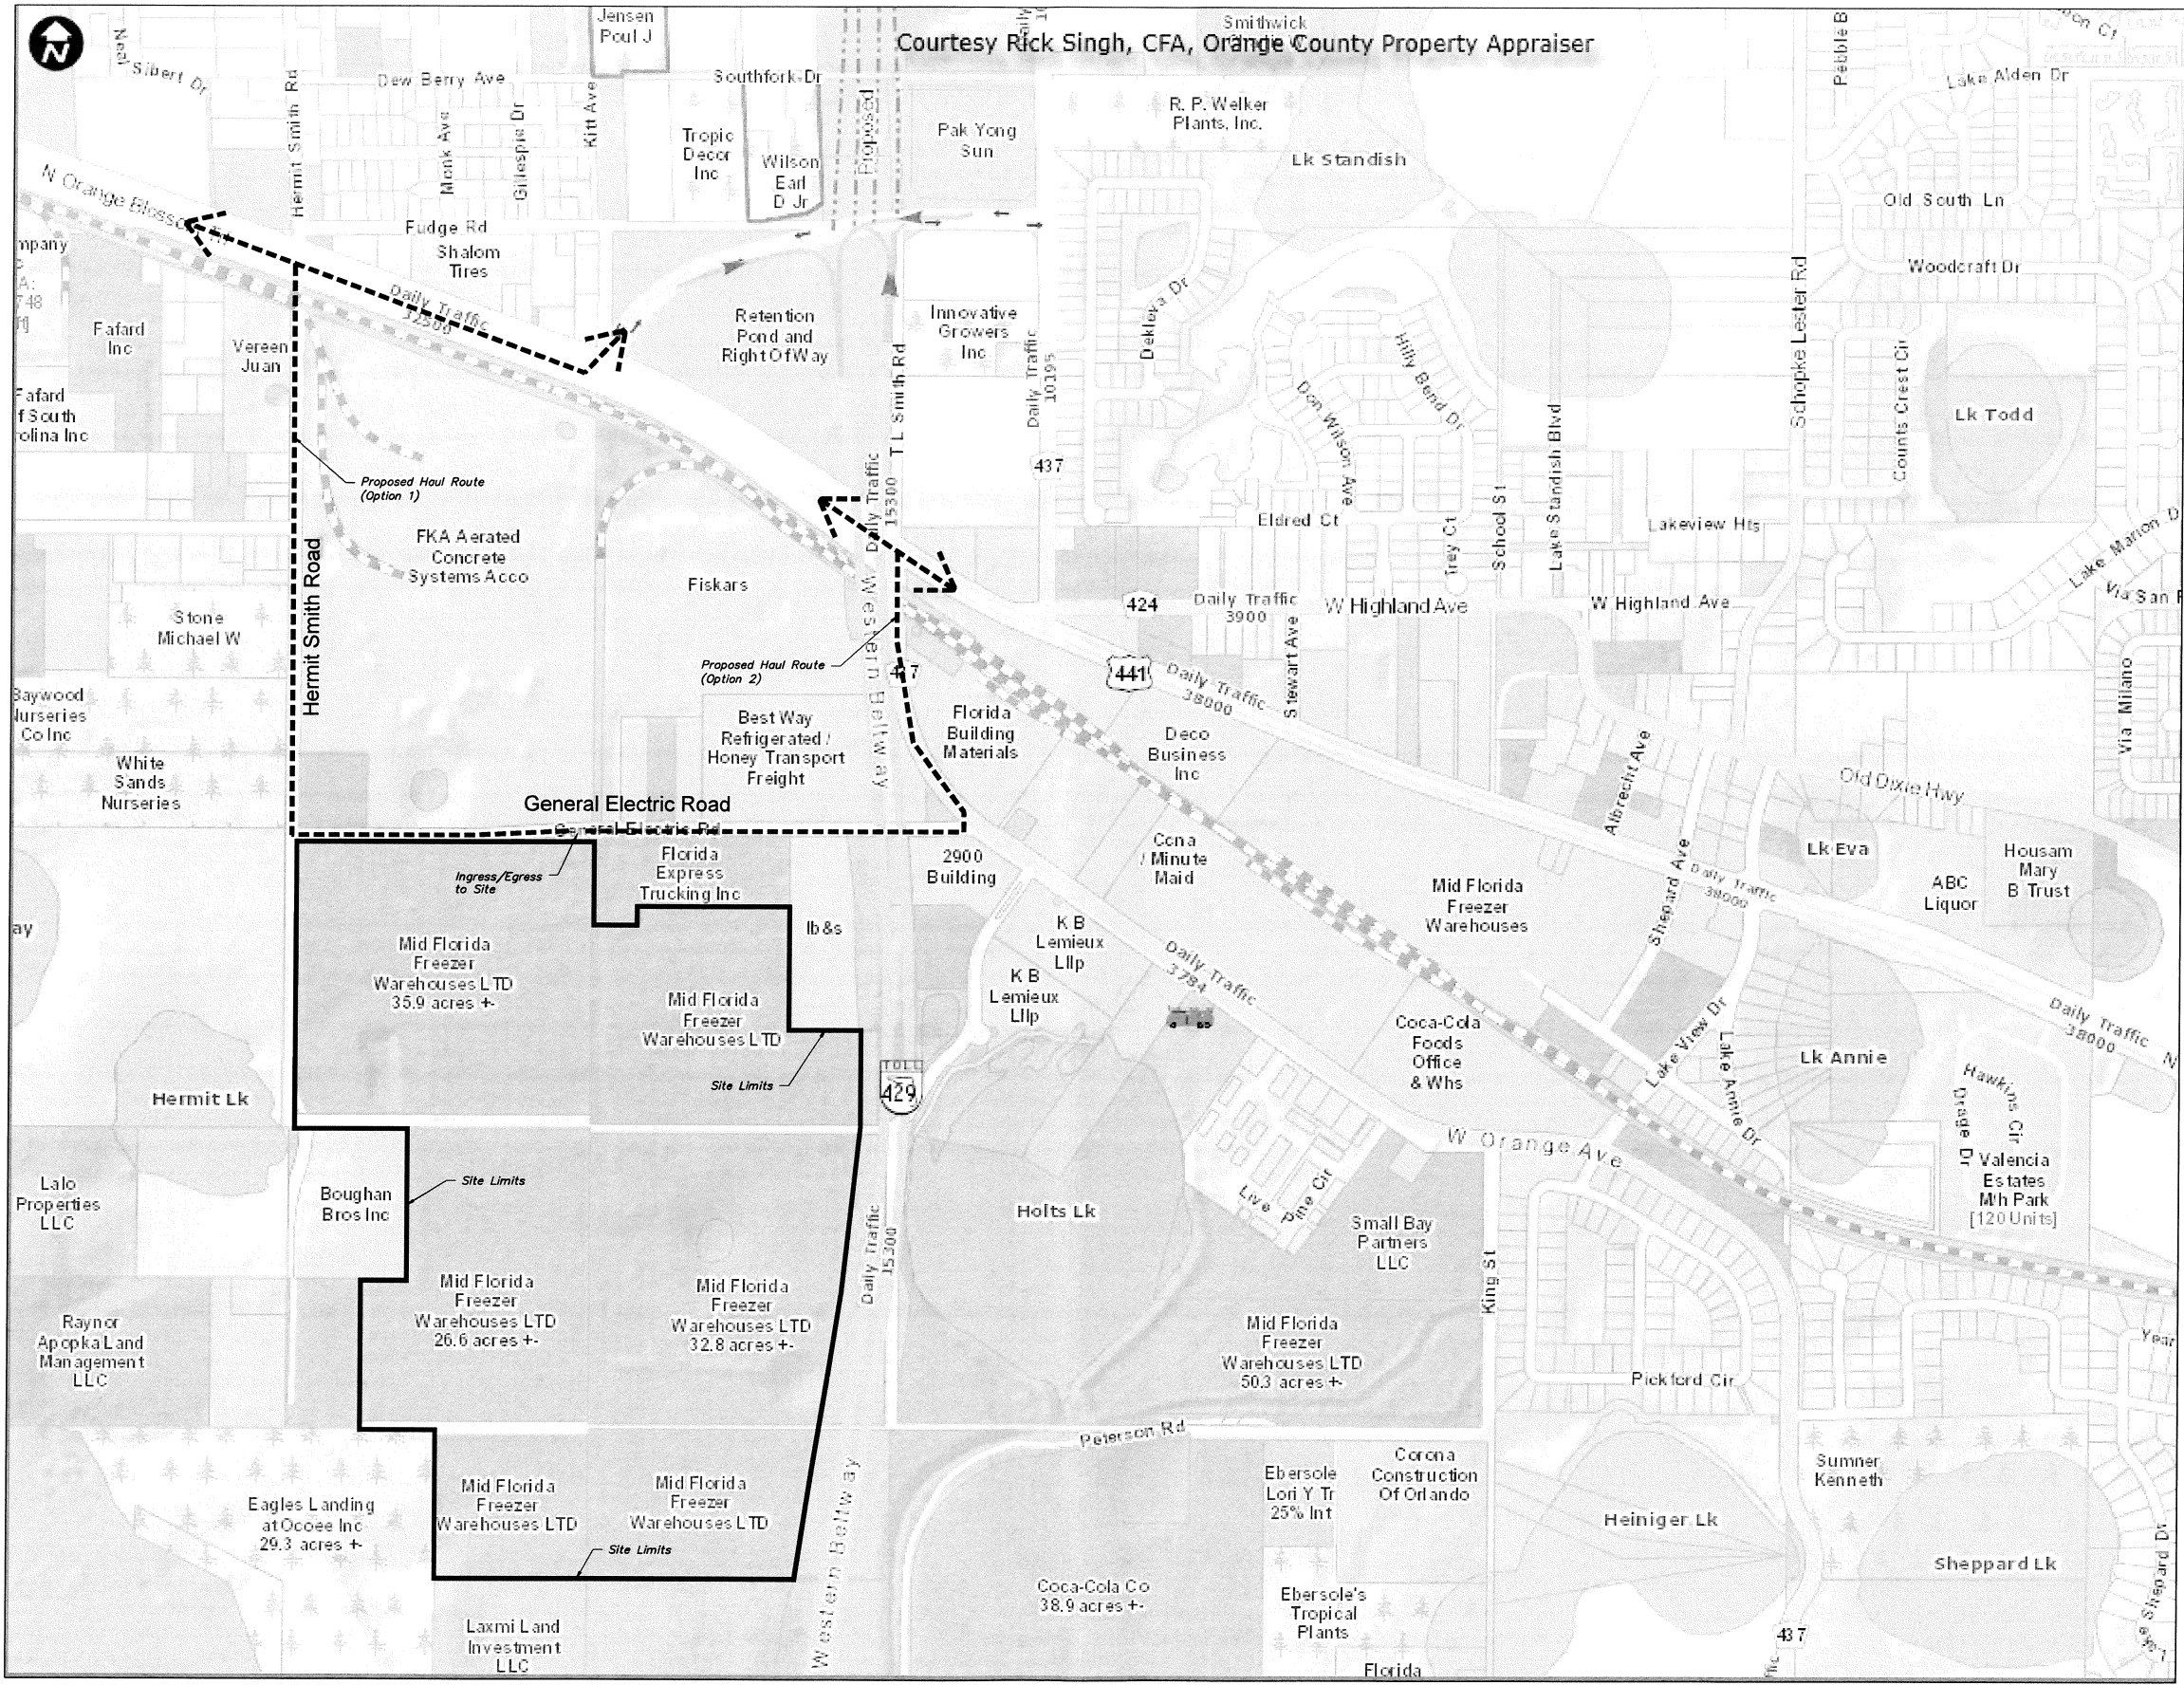 N
Courtesy Rick Singh, CFA, Orange County Property Appraiser
Jensen
Poul J
Smithwick
Neal
Sibert Dr
Hermit Smith Rd
Dew Berry Ave
Monk Ave
Gillespie Dr
Kitt Ave
Southfork Dr
Tropic
Decor
Inc
Wilson
Earl
D Jr
Proposed
Pak Yong
Sun
R. P. Welker
Plants, Inc.
Lk Standish
Pebble B
Lake Alden Dr
Old South Ln
Woodcraft Dr
N Orange Blossom Trl
Fudge Rd
Shalom
Tires
Daily Traffic
32500
mpany
A:
748
ft]
Fafard
Inc
Vereen
Juan
Fafard
f South
rolina Inc
Retention
Pond and
Right Of Way
T L Smith Rd
Daily Traffic
15300
Innovative
Growers
Inc
Daily Traffic
10195
437
Dekleva Dr
Hilly Bend Dr
Don Wilson Ave
Eldred Ct
Trey Ct
School St
Lake Standish Blvd
Schopke Lester Rd
Counts Crest Cir
Lk Todd
Lakeview Hts
Lake Marion D
Via San
Via Milano
Proposed Haul Route
(Option 1)
FKA Aerated
Concrete
Systems Acco
Fiskars
Hermit Smith Road
Stone
Michael W
Baywood
Nurseries
Co Inc
White
Sands
Nurseries
Proposed Haul Route
(Option 2)
437
Western Beltway
Best Way
Refrigerated /
Honey Transport
Freight
Florida
Building
Materials
Deco
Business
Inc
424
Daily Traffic
3900
W Highland Ave
W Highland Ave
441
Daily Traffic
38000
Stewart Ave
Albrecht Ave
Shepard Ave
Old Dixie Hwy
General Electric Road
General Electric Rd
Ingress/Egress
to Site
Florida
Express
Trucking Inc
2900
Building
Ccna
/ Minute
Maid
Mid Florida
Freezer
Warehouses
Lk Eva
ABC
Liquor
Housam
Mary
B Trust
Daily Traffic
38000
ay
Mid Florida
Freezer
Warehouses LTD
35.9 acres +-
lb&s
Mid Florida
Freezer
Warehouses LTD
Site Limits
TOLL
429
K B
Lemieux
Lllp
K B
Lemieux
Lllp
Daily Traffic
3784
Coca-Cola
Foods
Office
& Whs
Lake View Dr
Lake Annie Dr
Lk Annie
Daily Traffic
38000
N
Hawkins Cir
Drage Dr
Valencia
Estates
M/h Park
[120 Units]
Hermit Lk
Lalo
Properties
LLC
Boughan
Bros Inc
Site Limits
Holts Lk
Live Pine Cir
W Orange Ave
Small Bay
Partners
LLC
King St
Daily Traffic
15300
Raynor
Apopka Land
Management
LLC
Mid Florida
Freezer
Warehouses LTD
26.6 acres +-
Mid Florida
Freezer
Warehouses LTD
32.8 acres +-
Mid Florida
Freezer
Warehouses LTD
50.3 acres +-
Pickford Cir
Year
Peterson Rd
Eagles Landing
at Ocoee Inc
29.3 acres +-
Mid Florida
Freezer
Warehouses LTD
Mid Florida
Freezer
Warehouses LTD
Site Limits
Western Beltway
Ebersole
Lori Y Tr
25% Int
Corona
Construction
Of Orlando
Heiniger Lk
Sumner
Kenneth
Sheppard Lk
Shepard Dr
Laxmi Land
Investment
LLC
Coca-Cola Co
38.9 acres +-
Ebersole's
Tropical
Plants
Florida
437